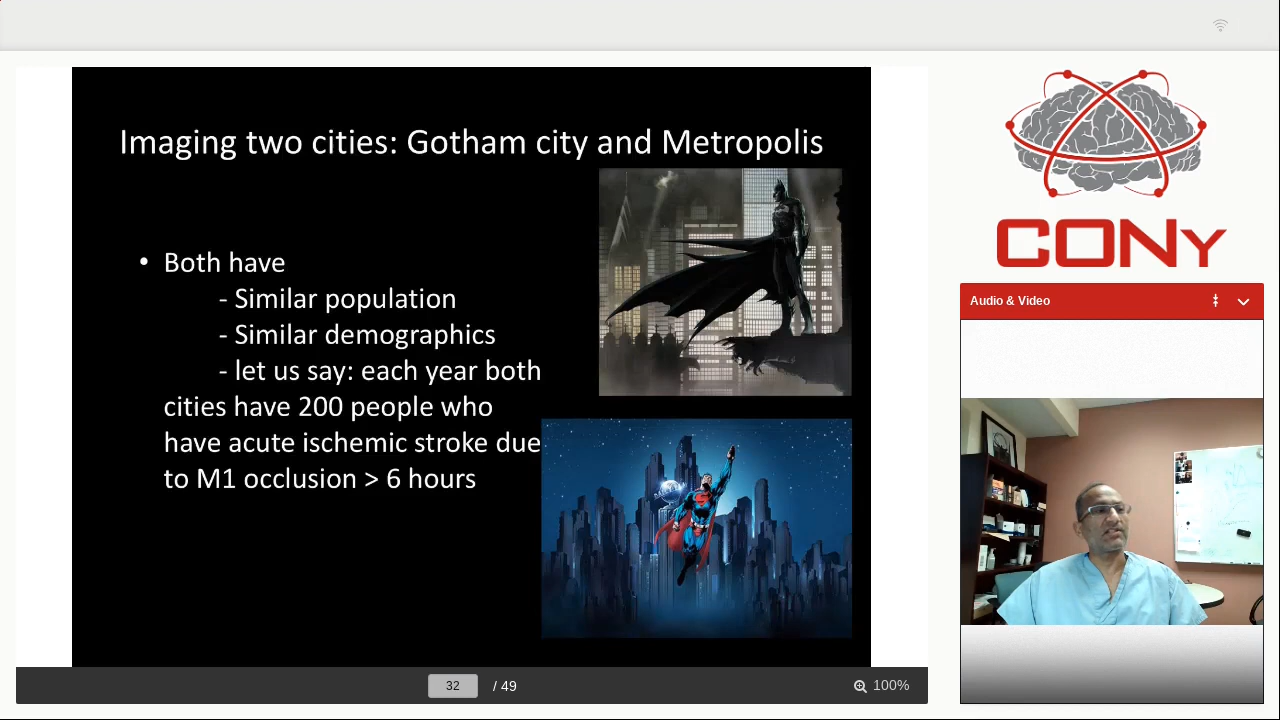 Imaging two cities: Gotham city and Metropolis
• Both have
- Similar population
- Similar demographics
- let us say: each year both
cities have 200 people who
have acute ischemic stroke due
to M1 occlusion > 6 hours
32 / 49
100%
CONy
Audio & Video